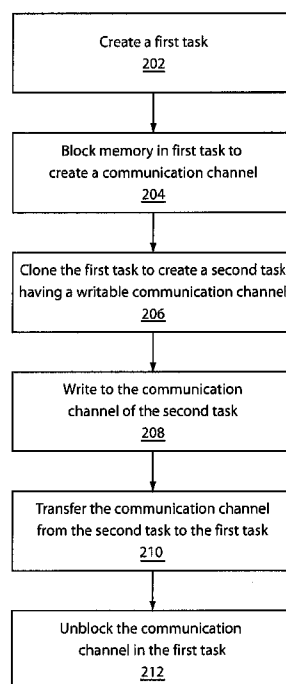 Create a first task
202
Block memory in first task to
create a communication channel
204
Clone the first task to create a second task
having a writable communication channel
206
Write to the communication
channel of the second task
208
Transfer the communication channel
from the second task to the first task
210
Unblock the communication
channel in the first task
212